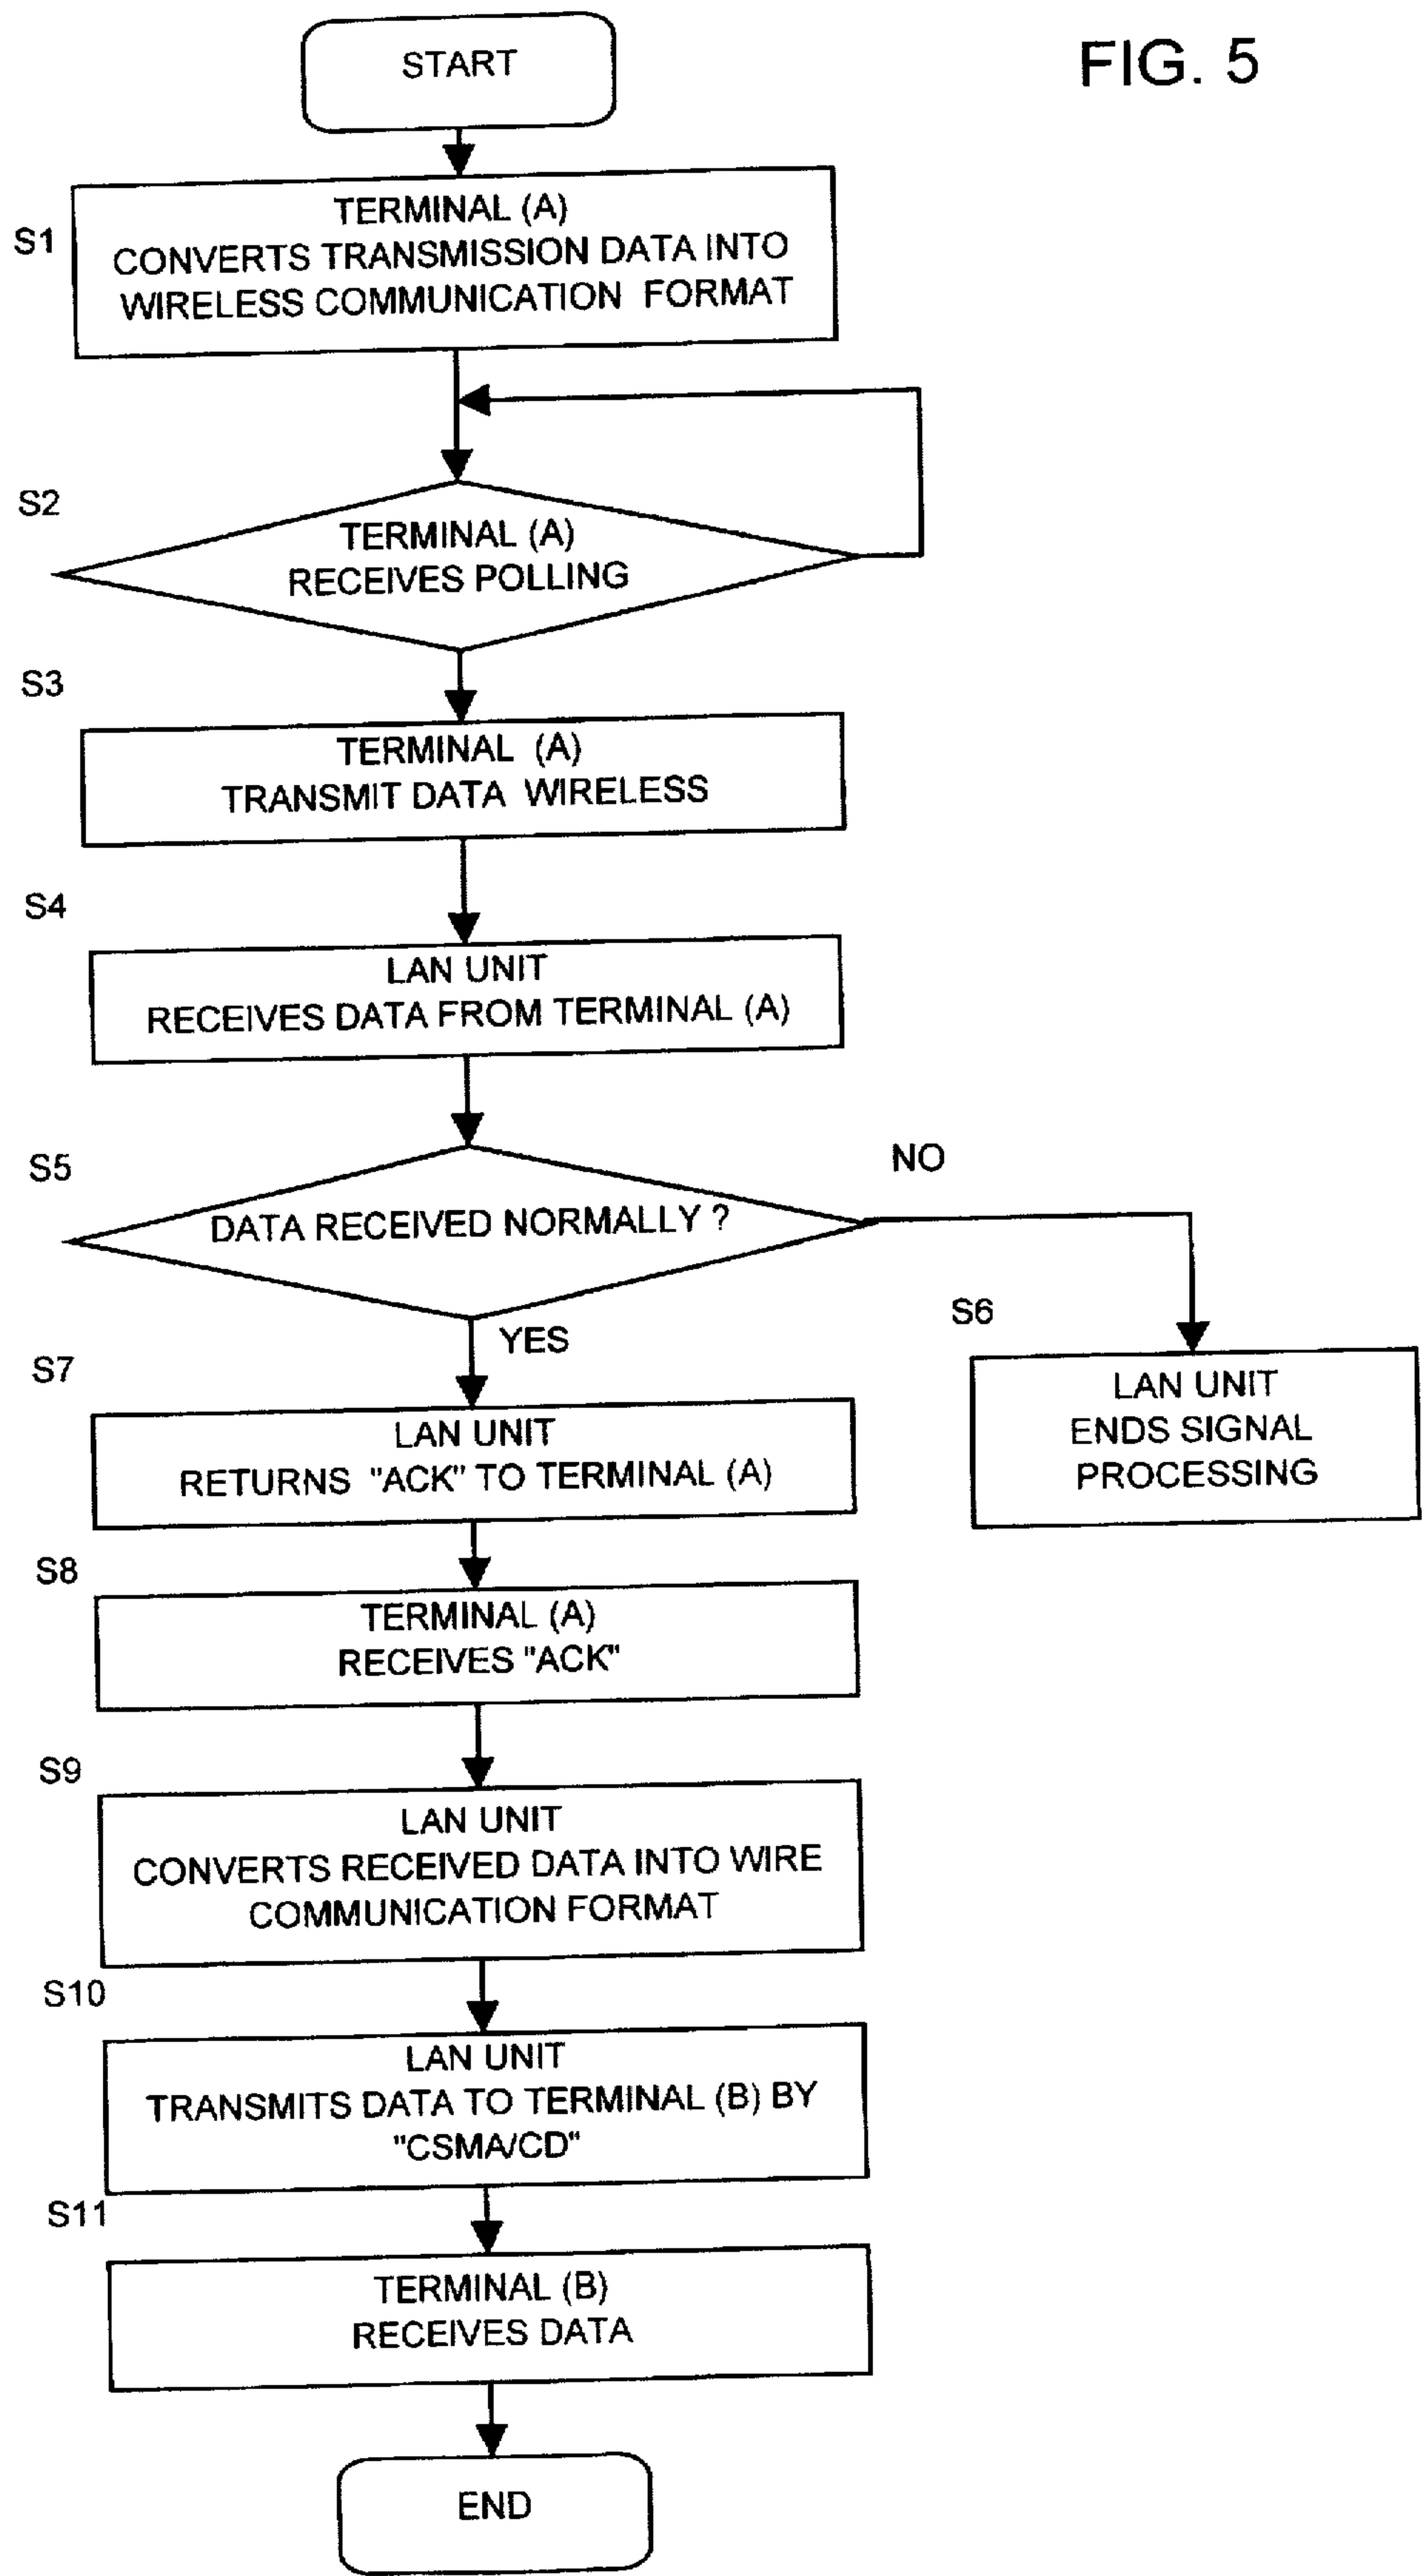 FIG. 5
START
S1
TERMINAL (A)
CONVERTS TRANSMISSION DATA INTO
WIRELESS COMMUNICATION FORMAT
S2
TERMINAL (A)
RECEIVES POLLING
S3
TERMINAL (A)
TRANSMIT DATA WIRELESS
S4
LAN UNIT
RECEIVES DATA FROM TERMINAL (A)
S5
DATA RECEIVED NORMALLY ?
NO
YES
S6
LAN UNIT
ENDS SIGNAL
PROCESSING
S7
LAN UNIT
RETURNS "ACK" TO TERMINAL (A)
S8
TERMINAL (A)
RECEIVES "ACK"
S9
LAN UNIT
CONVERTS RECEIVED DATA INTO WIRE
COMMUNICATION FORMAT
S10
LAN UNIT
TRANSMITS DATA TO TERMINAL (B) BY
"CSMA/CD"
S11
TERMINAL (B)
RECEIVES DATA
END